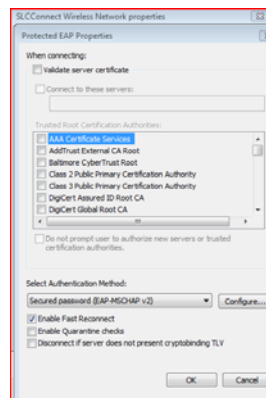 SLCConnect Wireless Network properties
Protected EAP Properties
When connecting:
Validate server certificate
Connect to these servers:
Trusted Root Certification Authorities:
AAA Certificate Services
AddTrust External CA Root
Baltimore CyberTrust Root
Class 2 Public Primary Certification Authority
Class 3 Public Primary Certification Authority
DigiCert Assured ID Root CA
DigiCert Global Root CA
Do not prompt user to authorize new servers or trusted
certification authorities.
Select Authentication Method:
Secured password (EAP-MSCHAP v2) Configure...
Enable Fast Reconnect
Enable Quarantine checks
Disconnect if server does not present cryptobinding TLV
OK Cancel